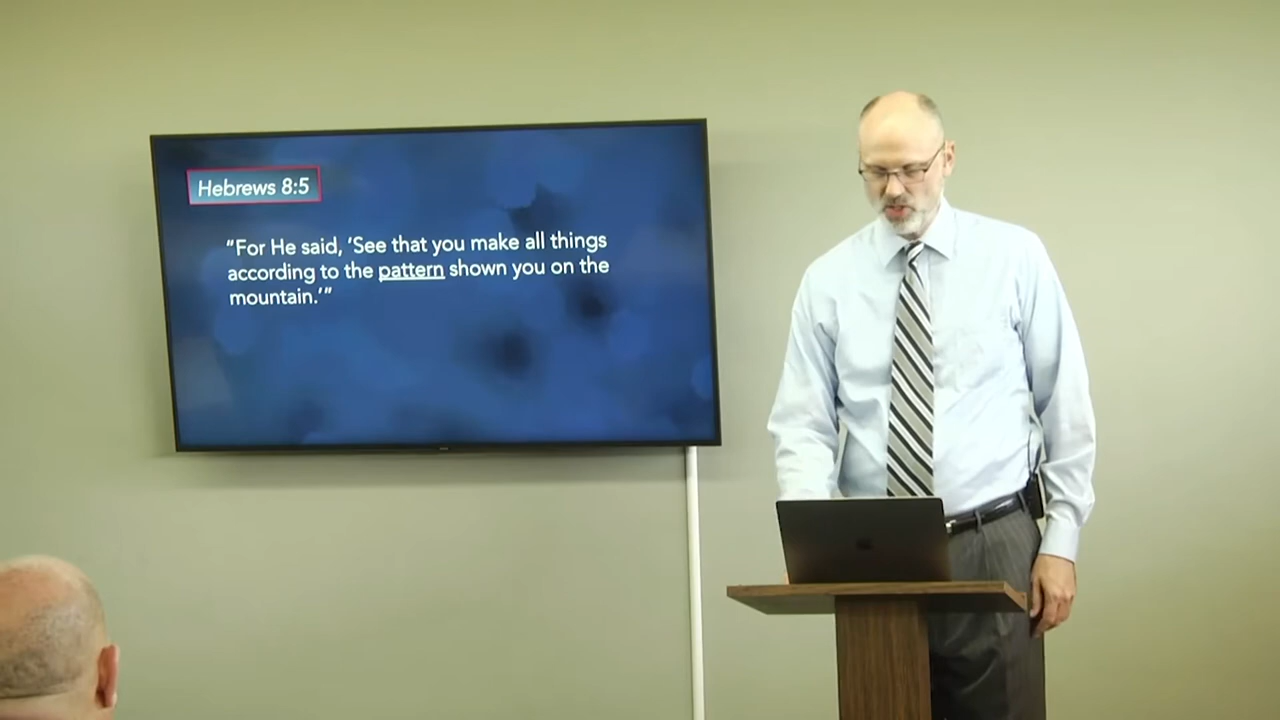 Hebrews 8:5
“For He said, ‘See that you make all things
according to the pattern shown you on the
mountain.’”